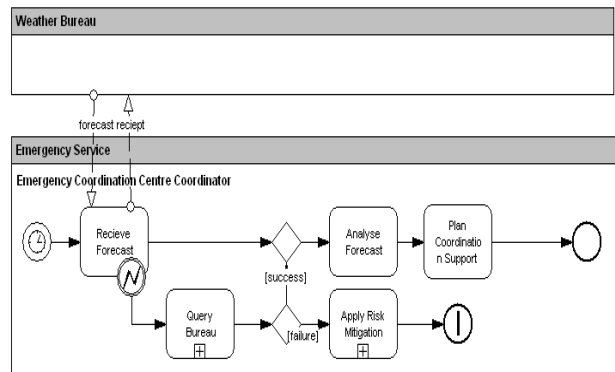 Weather Bureau
forecast reciept
Emergency Service
Emergency Coordination Centre Coordinator
Recieve
Forecast
Analyse
Forecast
Plan
Coordinatio
n Support
[success]
Query
Bureau
[failure]
Apply Risk
Mitigation